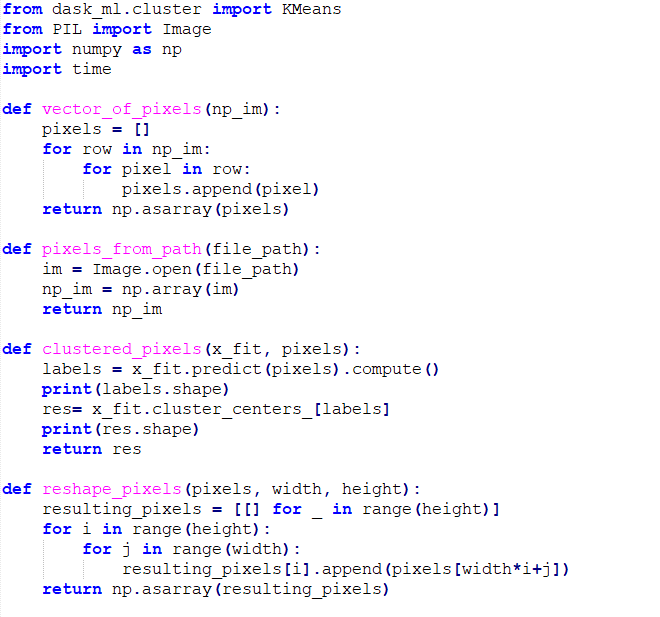 from dask_ml.cluster import KMeans
from PIL import Image
import numpy as np
import time

def vector_of_pixels(np_im):
    pixels = []
    for row in np_im:
        for pixel in row:
            pixels.append(pixel)
    return np.asarray(pixels)

def pixels_from_path(file_path):
    im = Image.open(file_path)
    np_im = np.array(im)
    return np_im

def clustered_pixels(x_fit, pixels):
    labels = x_fit.predict(pixels).compute()
    print(labels.shape)
    res= x_fit.cluster_centers_[labels]
    print(res.shape)
    return res

def reshape_pixels(pixels, width, height):
    resulting_pixels = [[] for _ in range(height)]
    for i in range(height):
        for j in range(width):
            resulting_pixels[i].append(pixels[width*i+j])
    return np.asarray(resulting_pixels)